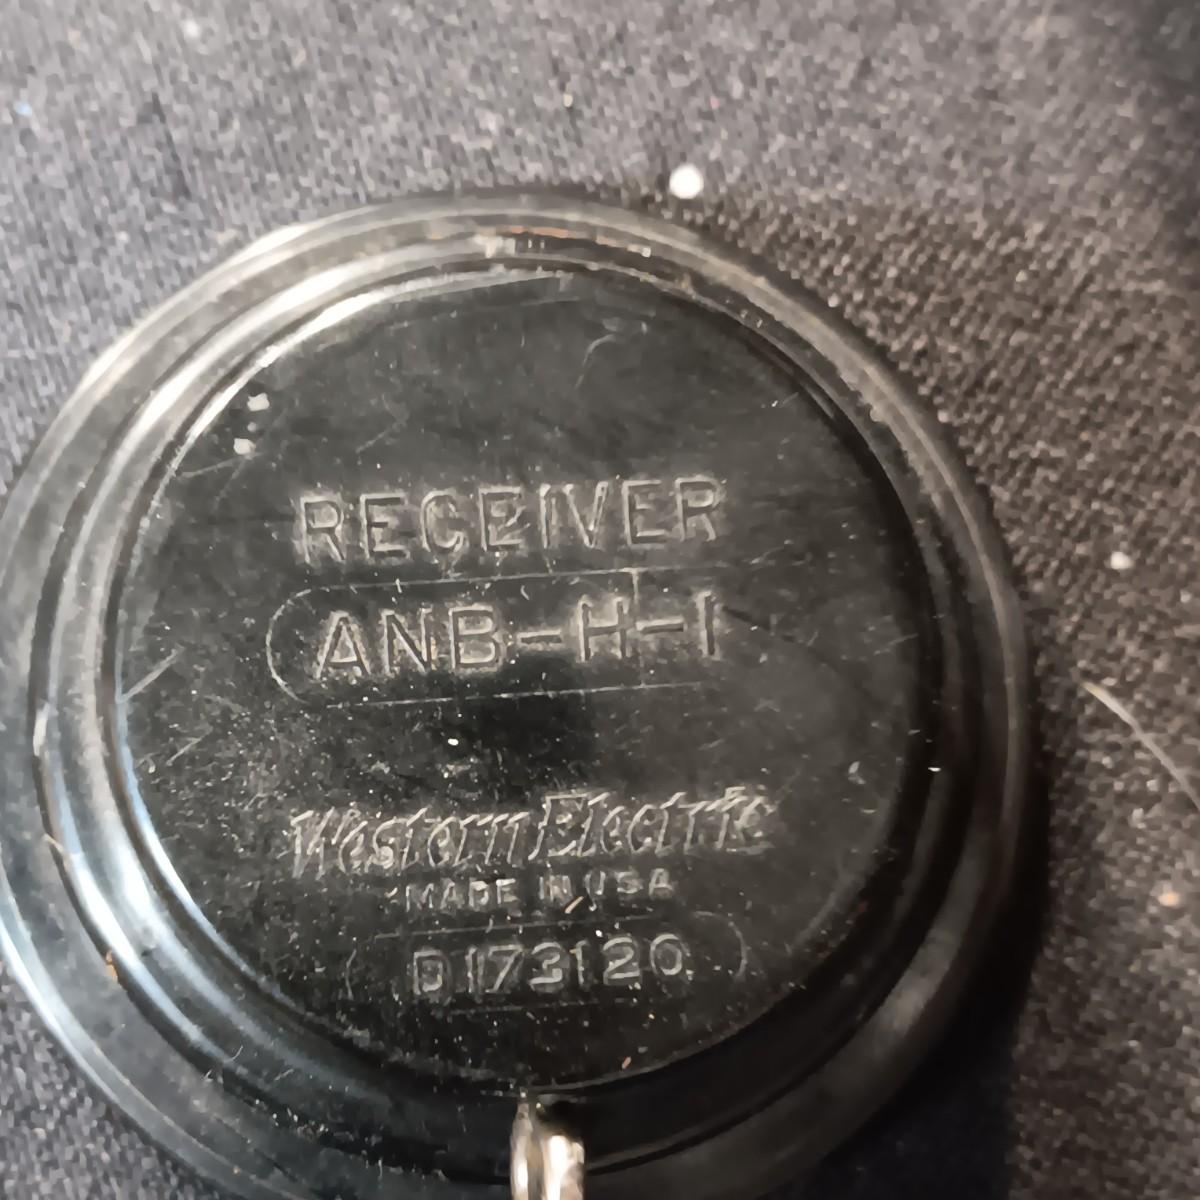 RECEIVER
ANB-H-1
Western Electric
MADE IN USA
D173120